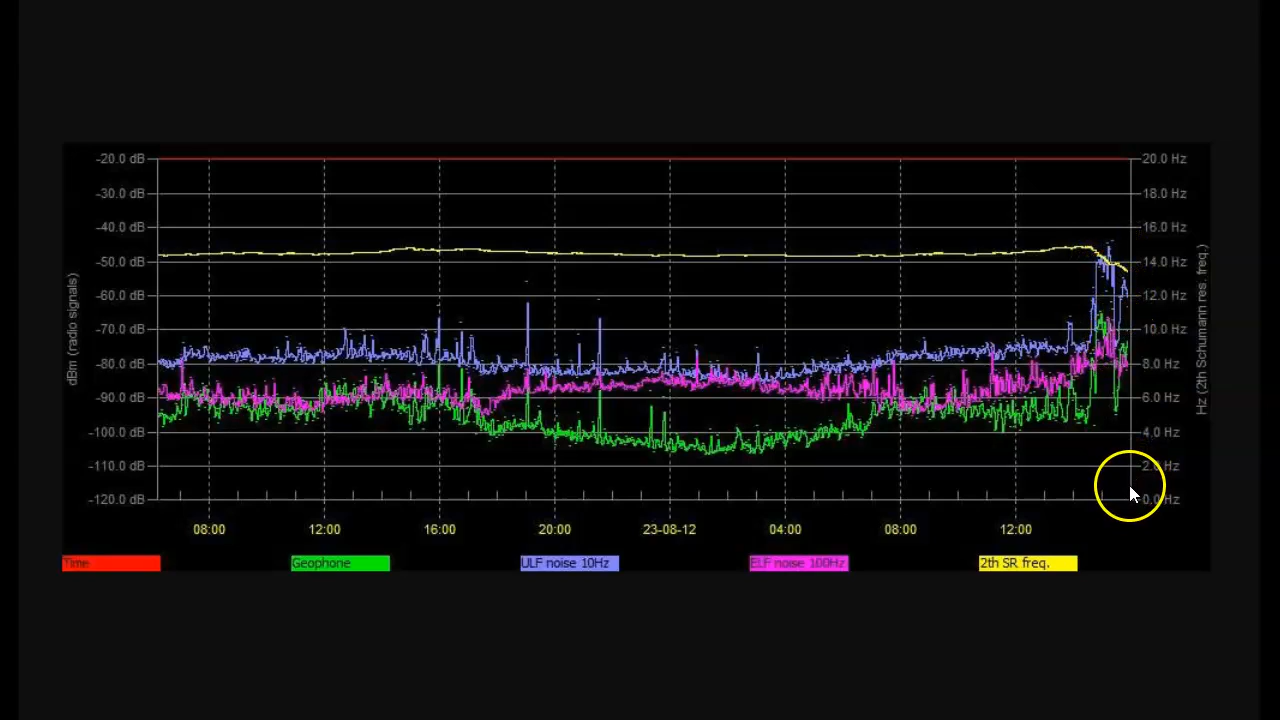 -20.0 dB 20.0 Hz
-30.0 dB 18.0 Hz
-40.0 dB 16.0 Hz
-50.0 dB 14.0 Hz
-60.0 dB 12.0 Hz
-70.0 dB 10.0 Hz
-80.0 dB 8.0 Hz
-90.0 dB 6.0 Hz
-100.0 dB 4.0 Hz
-110.0 dB 2.0 Hz
-120.0 dB 0.0 Hz
dBm (radio signals)
Hz (2th Schumann res. freq.)
08:00 12:00 16:00 20:00 23-08-12 04:00 08:00 12:00
Time Geophone ULF noise 10Hz ELF noise 100Hz 2th SR freq.